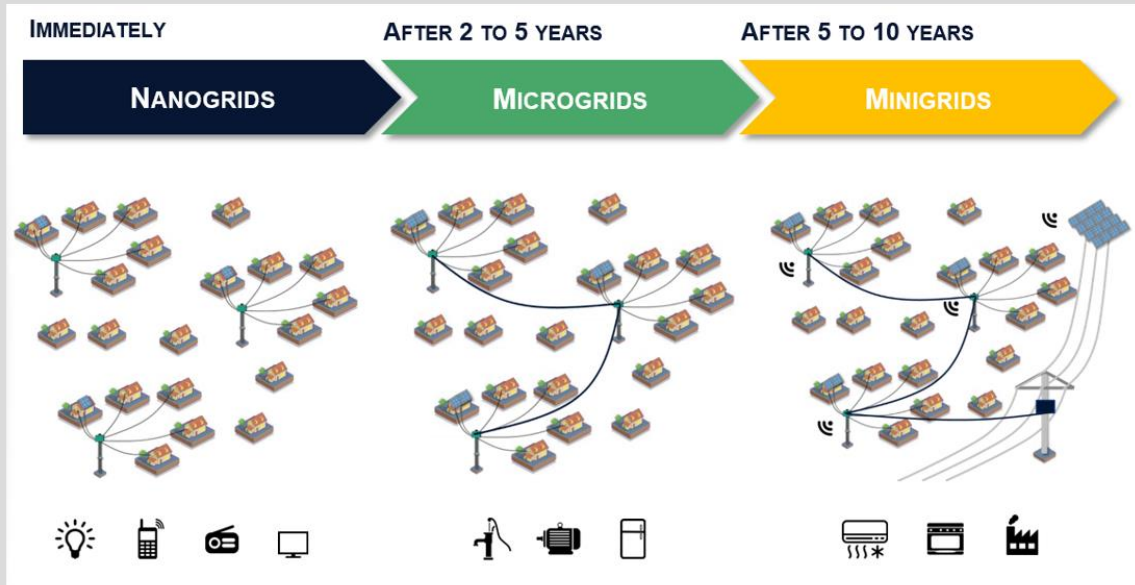 IMMEDIATELY
AFTER 2 TO 5 YEARS
AFTER 5 TO 10 YEARS
NANOGRIDS
MICROGRIDS
MINIGRIDS